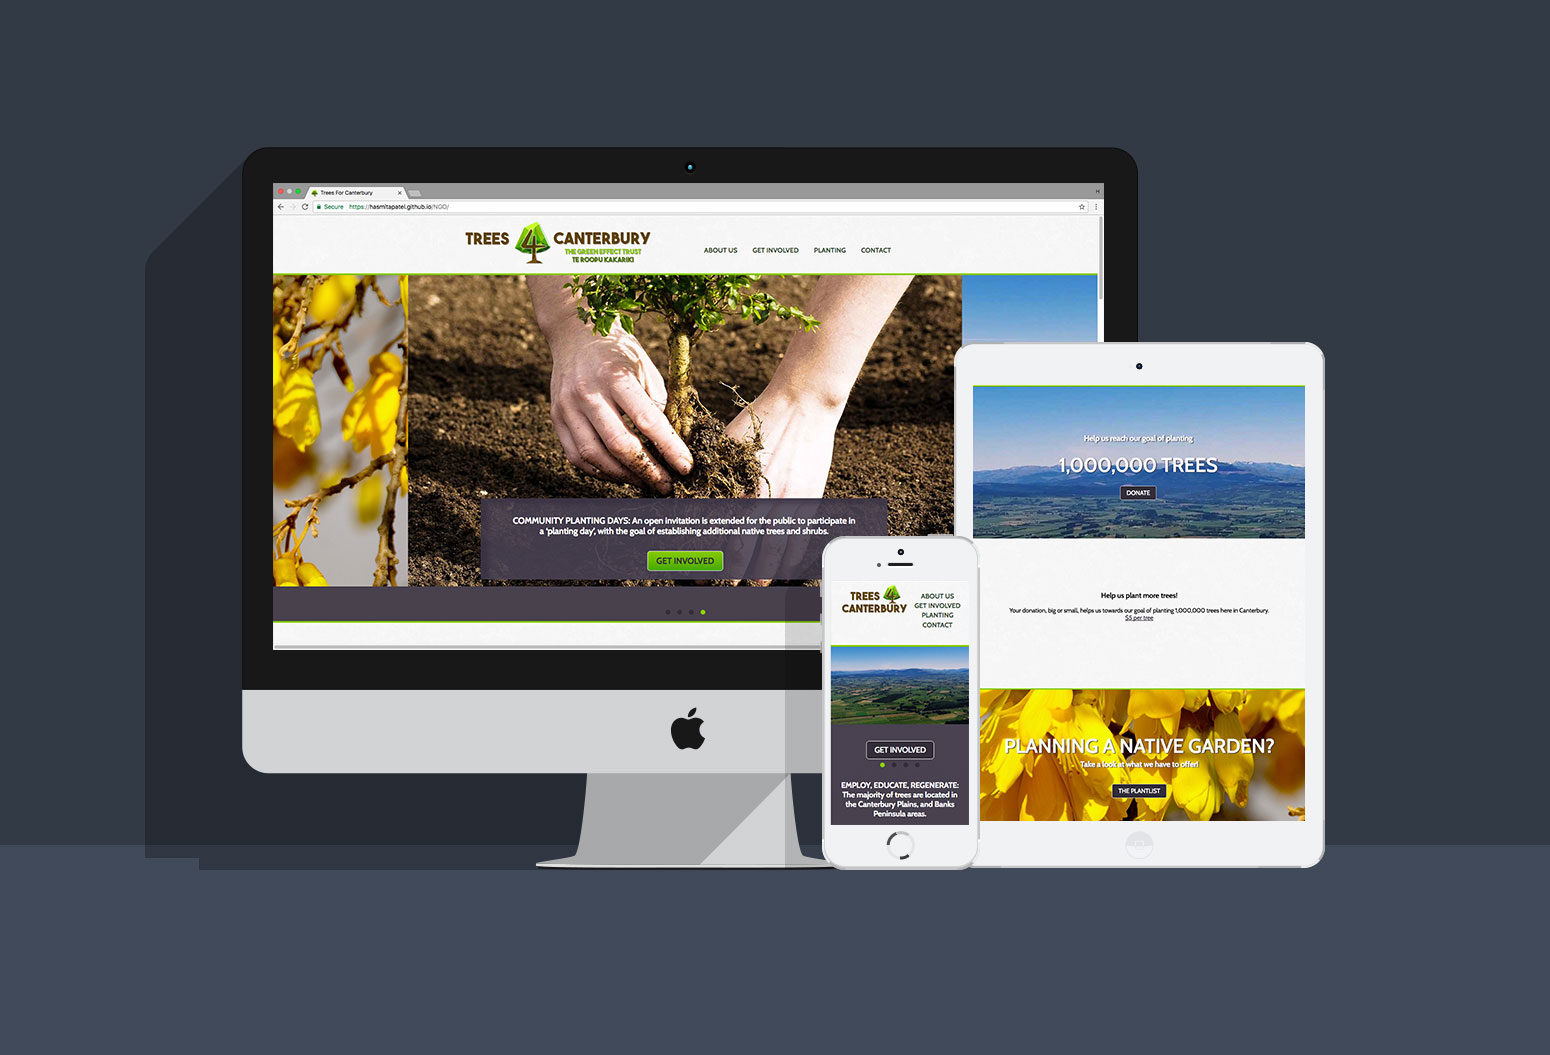 Trees For Canterbury
Secure https://hasmitapatel.github.io/NGO/
TREES 4 CANTERBURY
THE GREEN EFFECT TRUST
TE ROOPU KAKARIKI
ABOUT US GET INVOLVED PLANTING CONTACT
COMMUNITY PLANTING DAYS: An open invitation is extended for the public to participate in
a 'planting day', with the goal of establishing additional native trees and shrubs.
GET INVOLVED
TREES 4
CANTERBURY
ABOUT US
GET INVOLVED
PLANTING
CONTACT
GET INVOLVED
EMPLOY, EDUCATE, REGENERATE:
The majority of trees are located in
the Canterbury Plains, and Banks
Peninsula areas.
Help us reach our goal of planting
1,000,000 TREES
DONATE
Help us plant more trees!
Your donation, big or small, helps us towards our goal of planting 1,000,000 trees here in Canterbury.
$5 per tree
PLANNING A NATIVE GARDEN?
Take a look at what we have to offer!
THE PLANTLIST